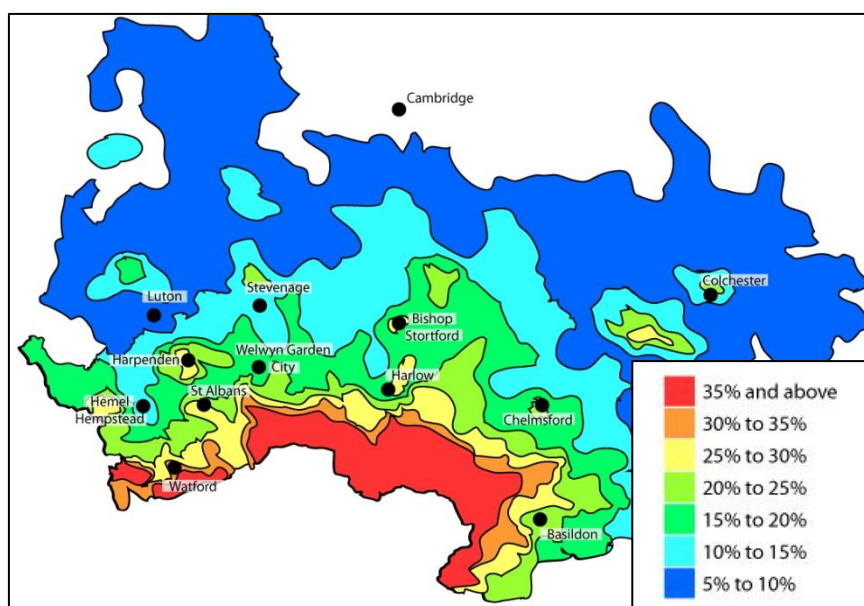 Cambridge
Colchester
Luton
Stevenage
Bishop
Stortford
Harpenden
Welwyn Garden
City
Harlow
Hemel
Hempstead
St Albans
Chelmsford
Watford
Basildon
35% and above
30% to 35%
25% to 30%
20% to 25%
15% to 20%
10% to 15%
5% to 10%